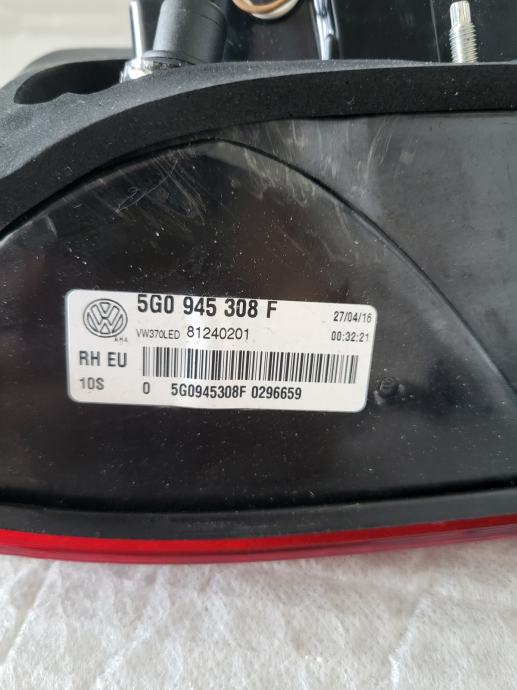 5G0 945 308 F
27/04/16
VW370LED 81240201
00:32:21
RH EU
10S
0 5G0945308F 0296659